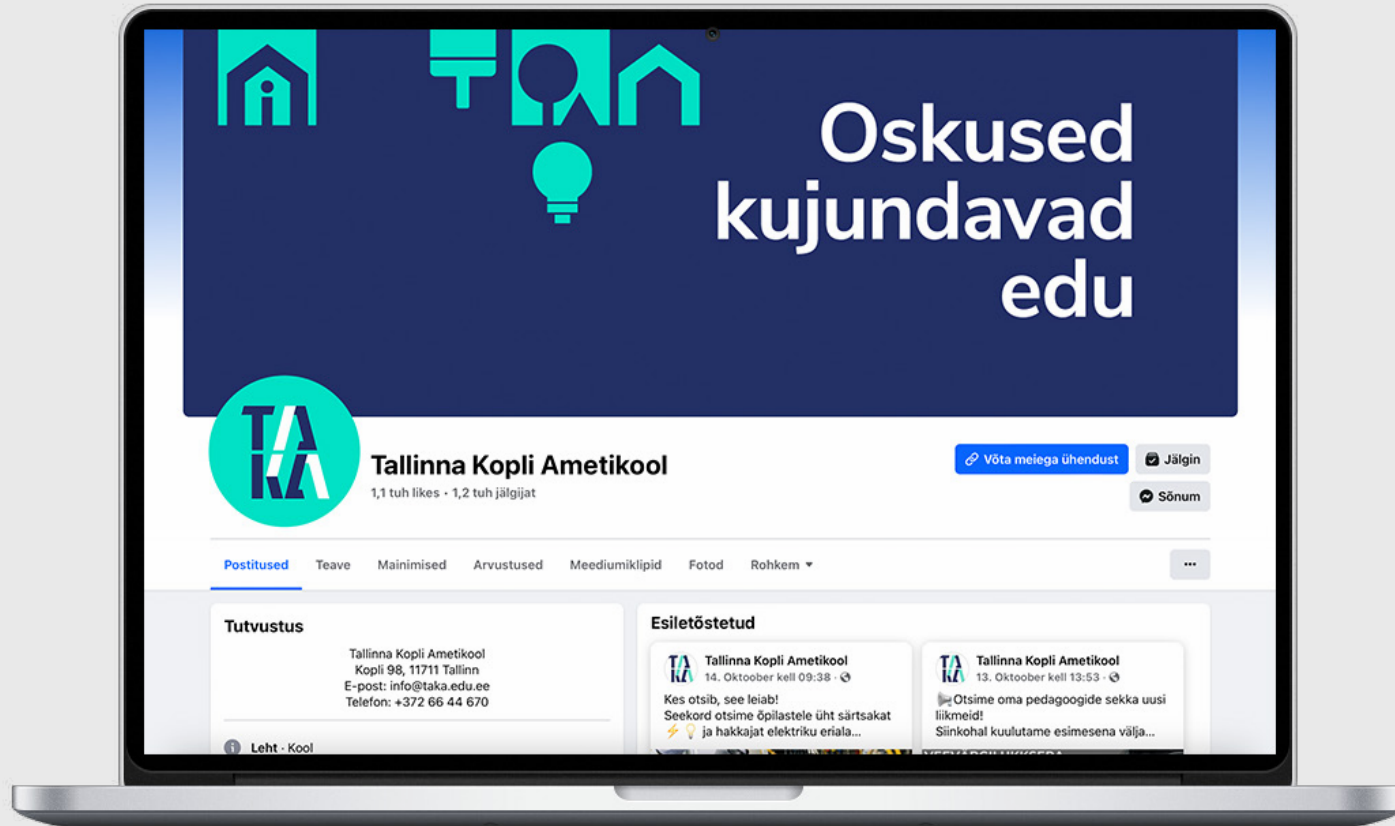 Oskused
kujundavad
edu
TA
KA
Tallinna Kopli Ametikool
1,1 tuh likes · 1,2 tuh jälgijat
Võta meiega ühendust
Jälgin
Sõnum
Postitused Teave Mainimised Arvustused Meediumiklipid Fotod Rohkem
Tutvustus
Tallinna Kopli Ametikool
Kopli 98, 11711 Tallinn
E-post: info@taka.edu.ee
Telefon: +372 66 44 670
Leht · Kool
Esiletõstetud
TA
KA
Tallinna Kopli Ametikool
14. Oktoober kell 09:38 ·
Kes otsib, see leiab!
Seekord otsime õpilastele üht särtsakat
⚡💡 ja hakkajat elektriku eriala...
TA
KA
Tallinna Kopli Ametikool
13. Oktoober kell 13:53 ·
Otsime oma pedagoogide sekka uusi
liikmeid!
Siinkohal kuulutame esimesena välja...